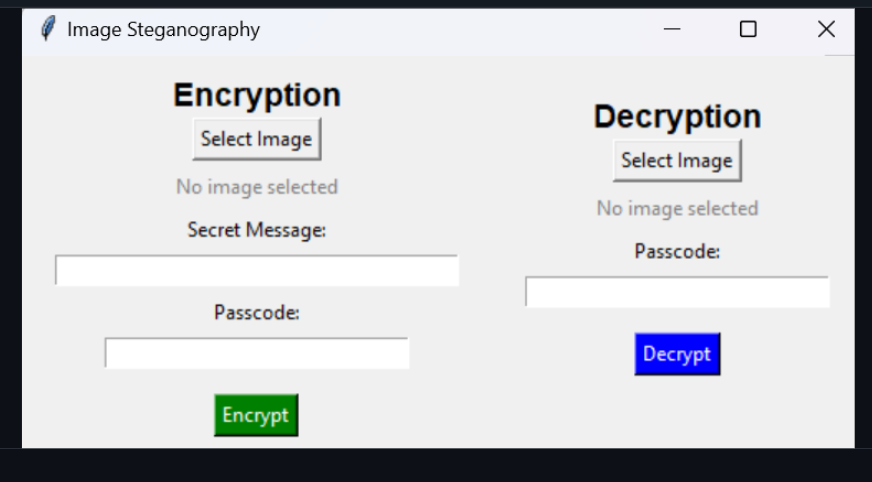 Image Steganography
Encryption
Select Image
No image selected
Secret Message:
Passcode:
Encrypt
Decryption
Select Image
No image selected
Passcode:
Decrypt